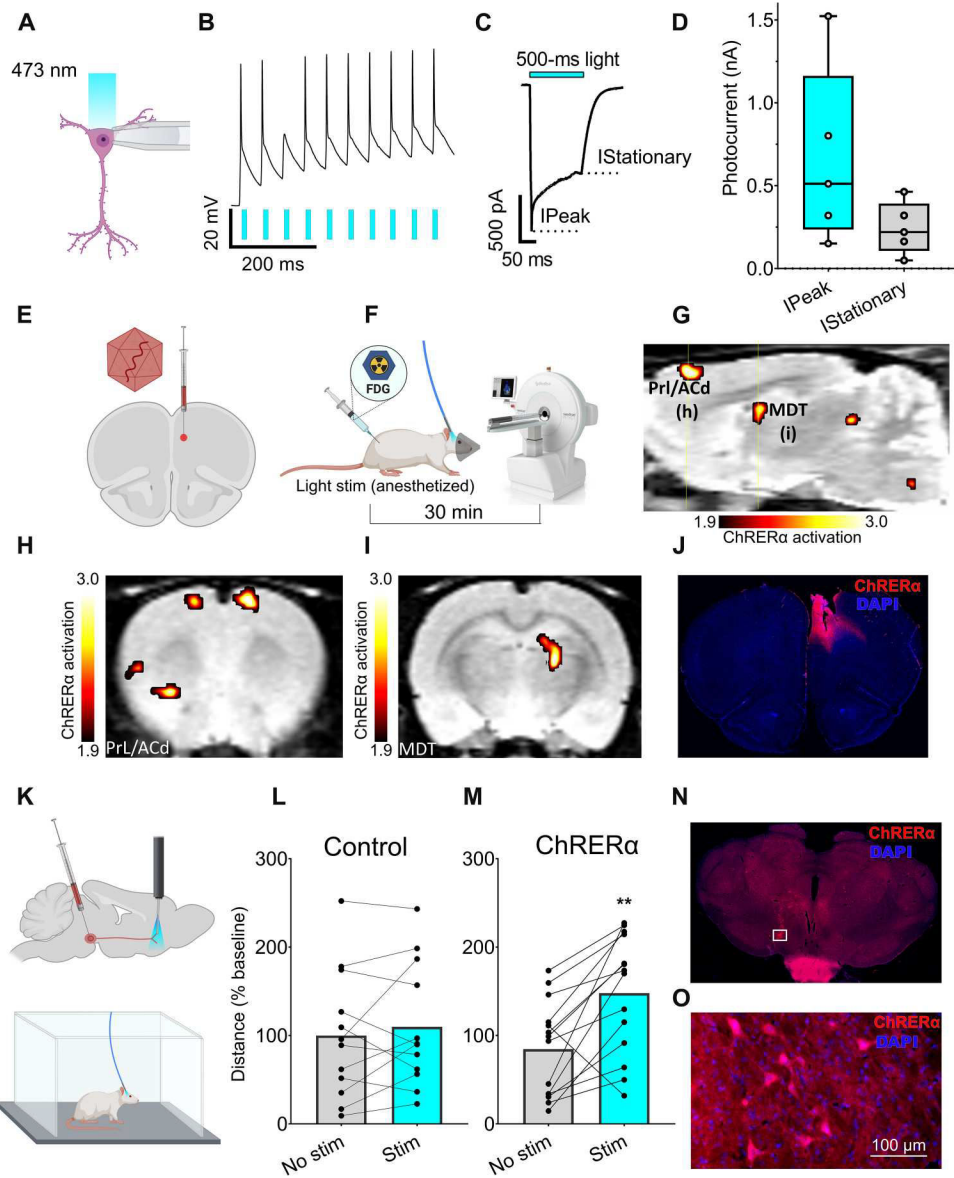 A
473 nm
B
20 mV
200 ms
C
500-ms light
IStationary
IPeak
500 pA
50 ms
D
Photocurrent (nA)
1.5
1.0
0.5
0.0
IPeak
IStationary
E
F
FDG
Light stim (anesthetized)
30 min
G
Prl/ACd
(h)
MDT
(i)
1.9
3.0
ChRERα activation
H
3.0
ChRERα activation
1.9
PrL/ACd
I
3.0
ChRERα activation
1.9
MDT
J
ChRERα
DAPI
K
L
Control
Distance (% baseline)
300
200
100
0
No stim
Stim
M
ChRERα
300
200
100
0
**
No stim
Stim
N
ChRERα
DAPI
O
ChRERα
DAPI
100 µm